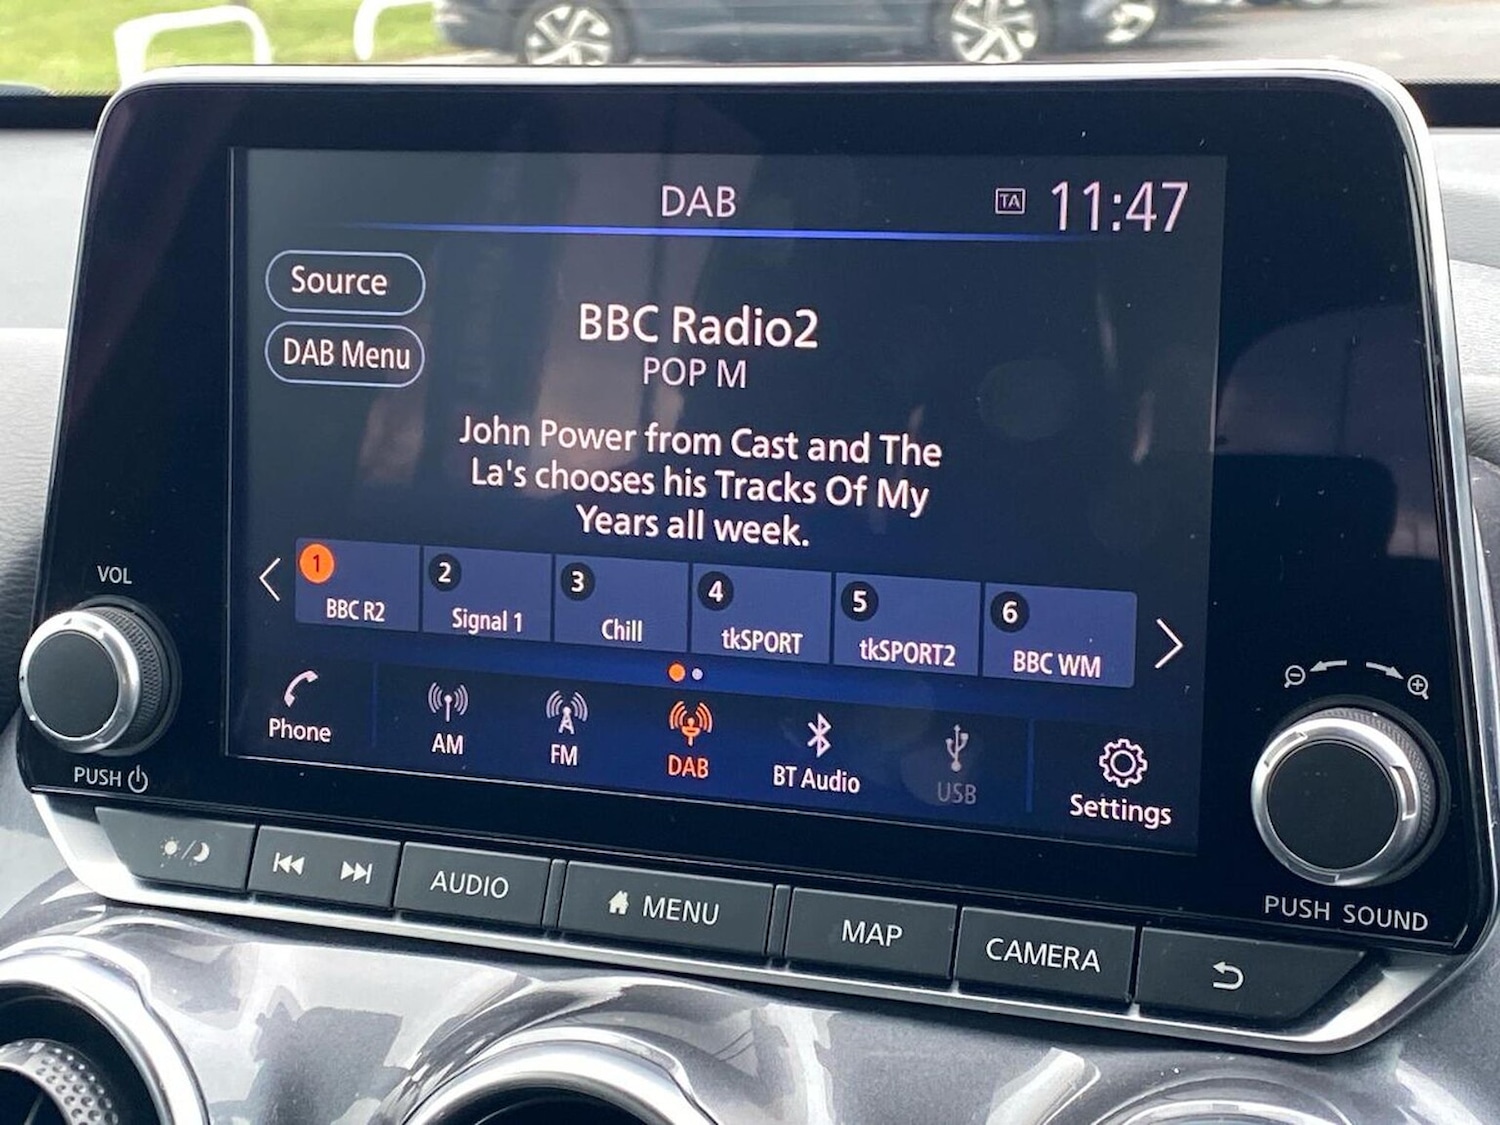 DAB
TA 11:47
Source
DAB Menu
BBC Radio2
POP M
John Power from Cast and The
La's chooses his Tracks Of My
Years all week.
1 2 3 4 5 6
BBC R2 Signal 1 Chill tkSPORT tkSPORT2 BBC WM
Phone AM FM DAB BT Audio USB Settings
VOL
PUSH
PUSH SOUND
AUDIO MENU MAP CAMERA